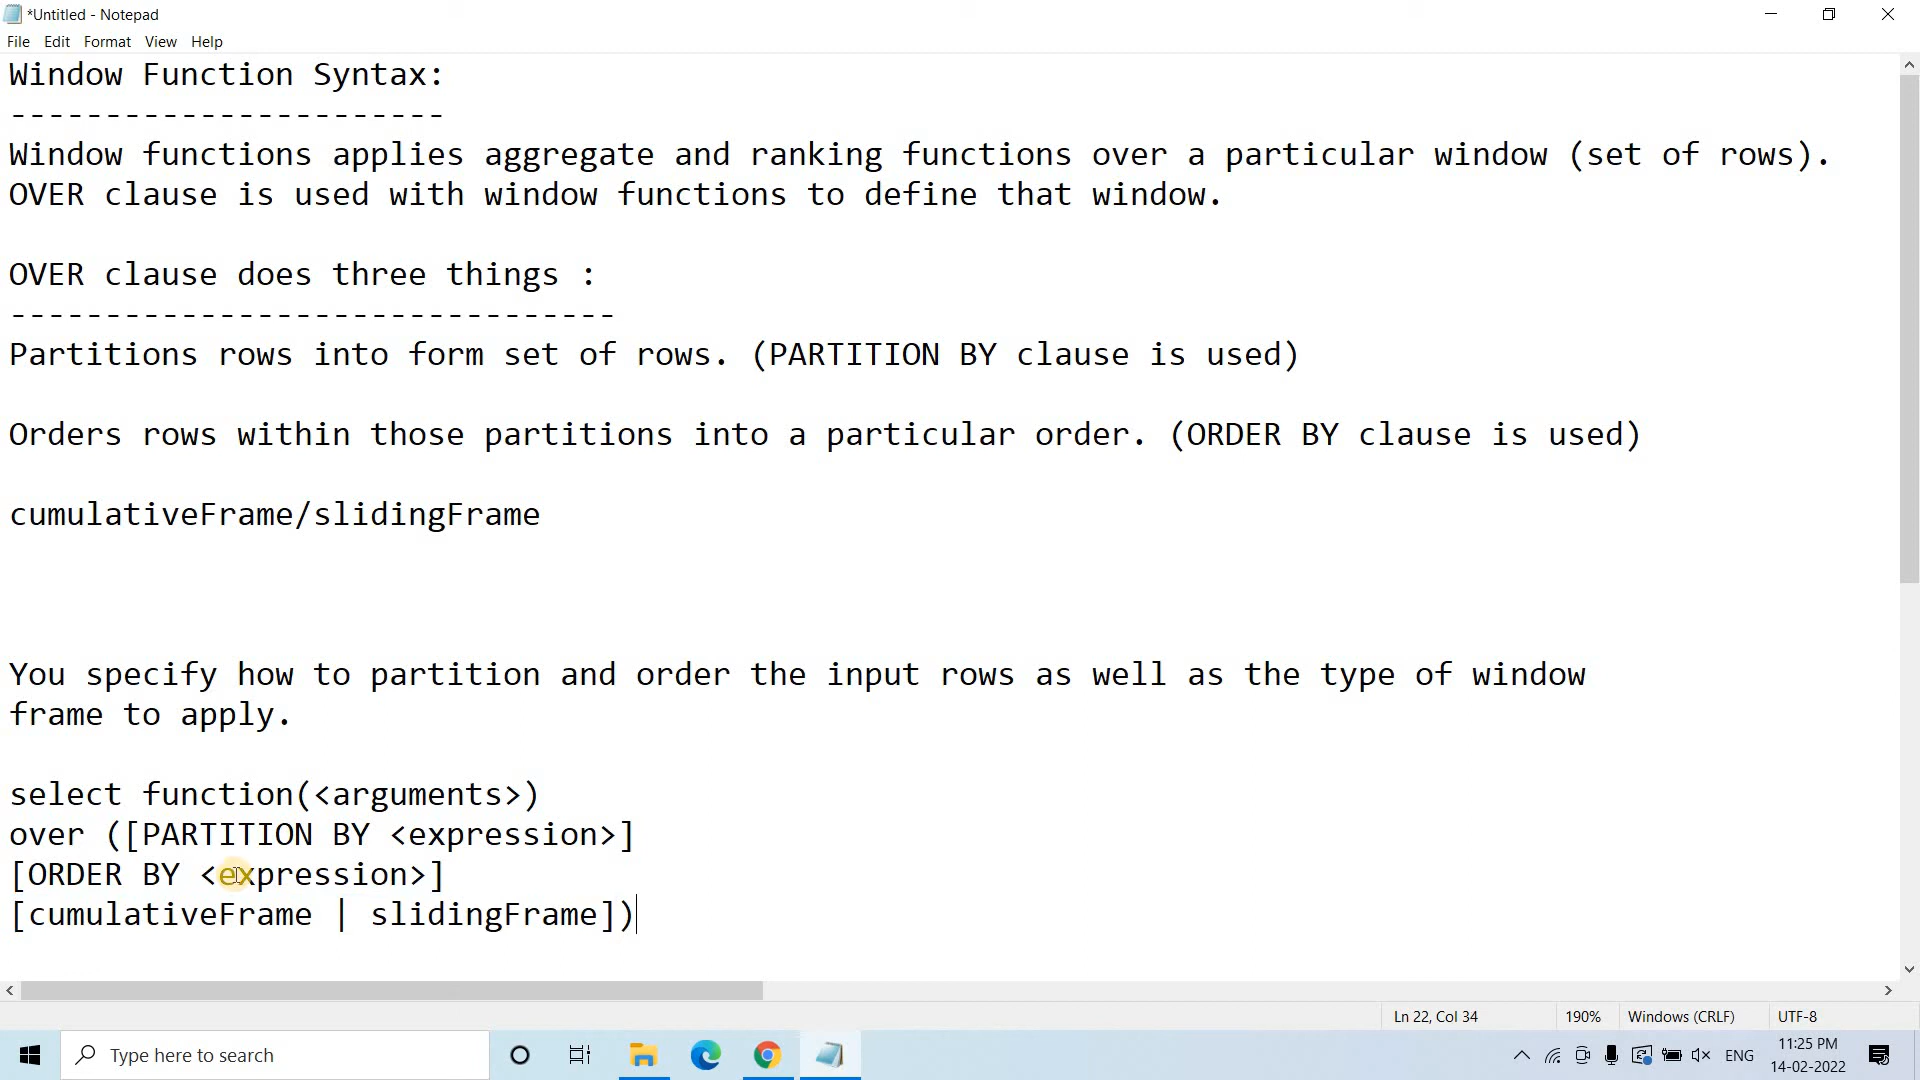 *Untitled - Notepad
File Edit Format View Help
Window Function Syntax:
-----------------------
Window functions applies aggregate and ranking functions over a particular window (set of rows).
OVER clause is used with window functions to define that window.
OVER clause does three things :
--------------------------------
Partitions rows into form set of rows. (PARTITION BY clause is used)
Orders rows within those partitions into a particular order. (ORDER BY clause is used)
cumulativeFrame/slidingFrame
You specify how to partition and order the input rows as well as the type of window
frame to apply.
select function(<arguments>)
over ([PARTITION BY <expression>]
[ORDER BY <expression>]
[cumulativeFrame | slidingFrame])
Ln 22, Col 34 190% Windows (CRLF) UTF-8
Type here to search
ENG
11:25 PM
14-02-2022